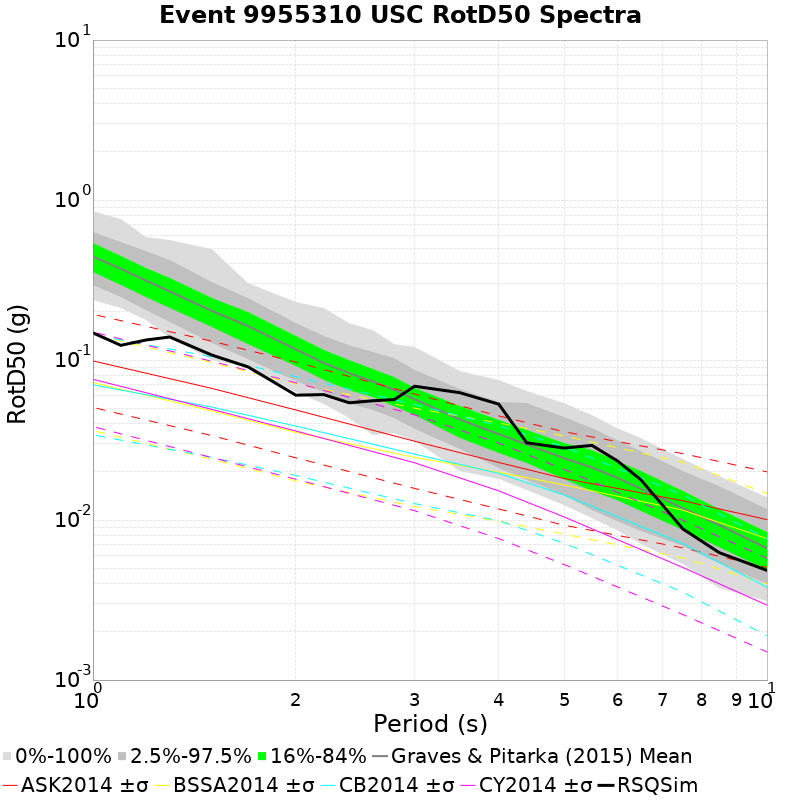 Event 9955310 USC RotD50 Spectra
10^1
10^0
10^-1
10^-2
10^-3
RotD50 (g)
10^0 2 3 4 5 6 7 8 9 10^1
Period (s)
0%-100% 2.5%-97.5% 16%-84% Graves & Pitarka (2015) Mean
ASK2014 ±σ BSSA2014 ±σ CB2014 ±σ CY2014 ±σ RSQSim